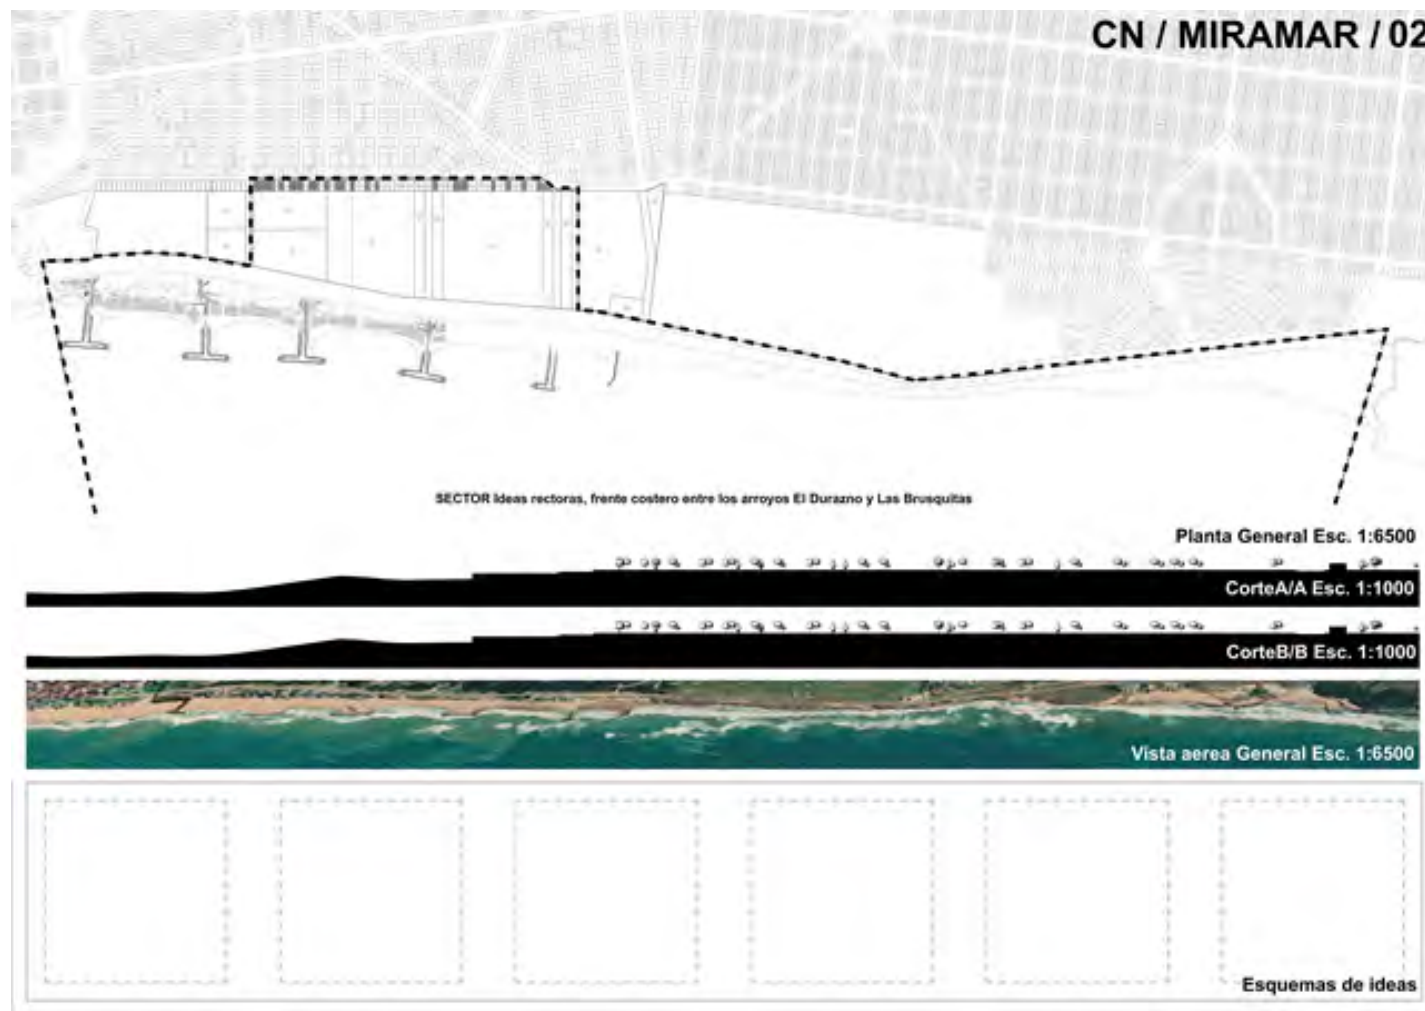 CN / MIRAMAR / 02
SECTOR Ideas rectoras, frente costero entre los arroyos El Durazno y Las Brusquitas
Planta General Esc. 1:6500
CorteA/A Esc. 1:1000
CorteB/B Esc. 1:1000
Vista aerea General Esc. 1:6500
Esquemas de ideas